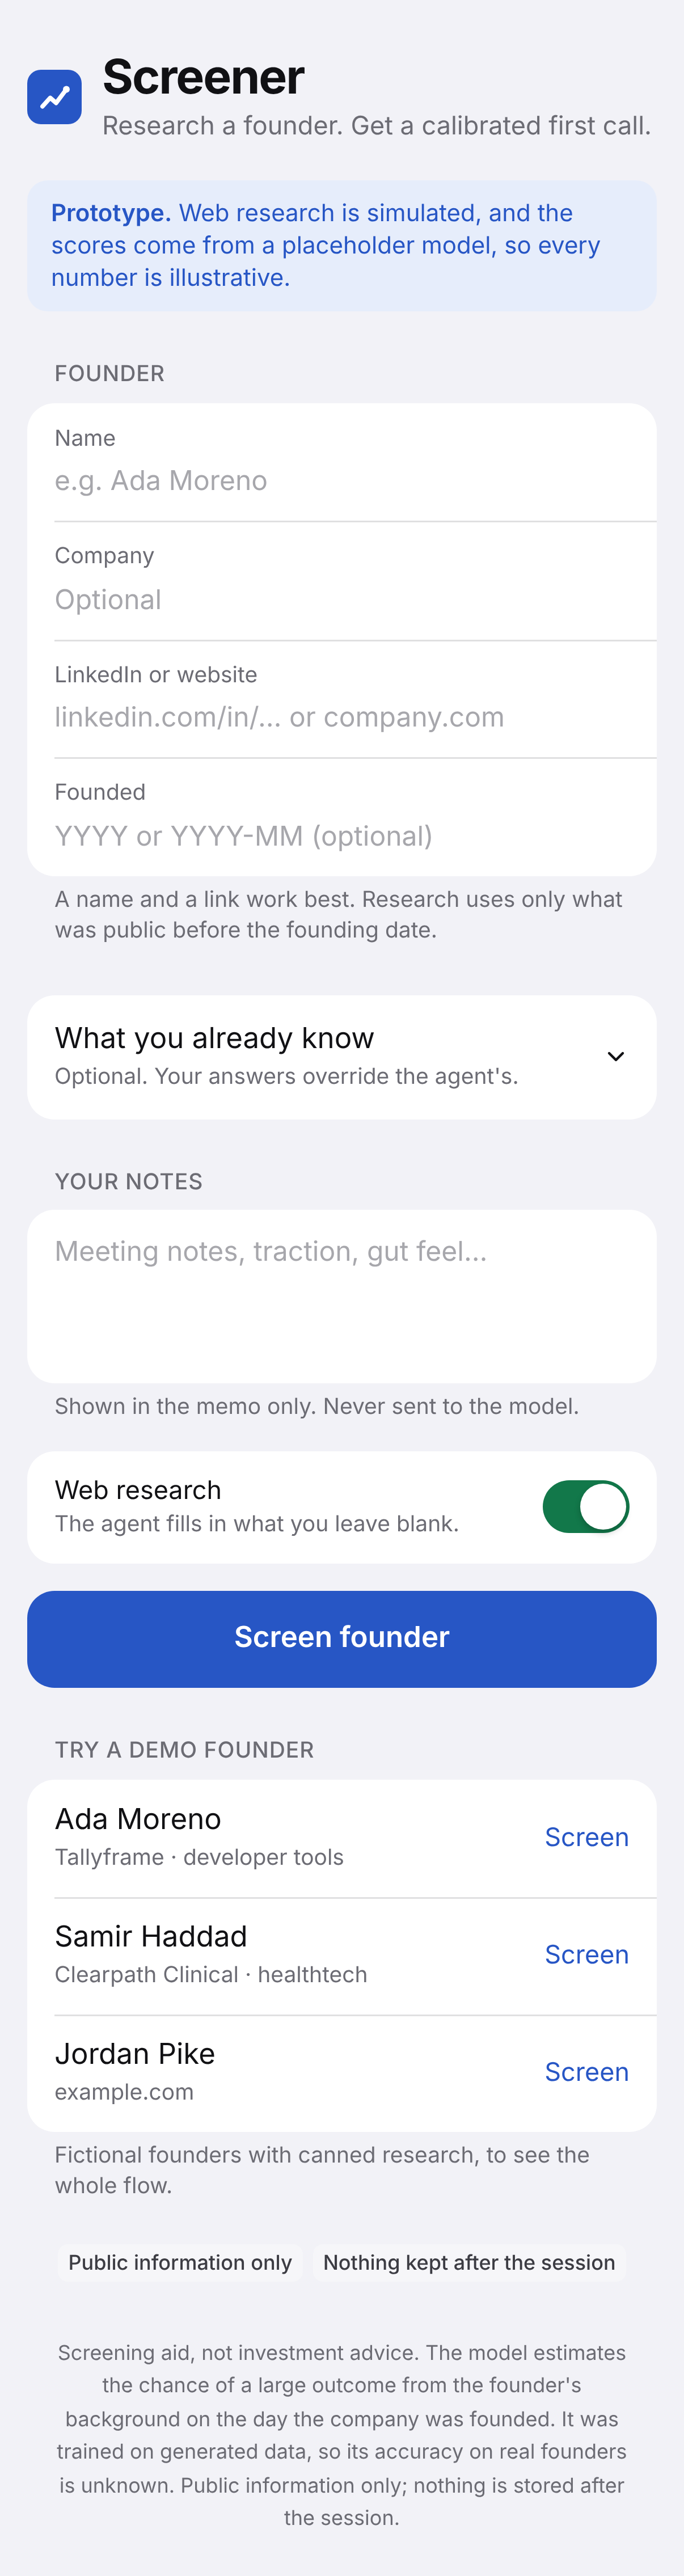 Screener
Research a founder. Get a calibrated first call.
Prototype. Web research is simulated, and the
scores come from a placeholder model, so every
number is illustrative.
FOUNDER
Name
e.g. Ada Moreno
Company
Optional
LinkedIn or website
linkedin.com/in/... or company.com
Founded
YYYY or YYYY-MM (optional)
A name and a link work best. Research uses only what
was public before the founding date.
What you already know
Optional. Your answers override the agent's.
YOUR NOTES
Meeting notes, traction, gut feel...
Shown in the memo only. Never sent to the model.
Web research
The agent fills in what you leave blank.
Screen founder
TRY A DEMO FOUNDER
Ada Moreno
Tallyframe · developer tools
Screen
Samir Haddad
Clearpath Clinical · healthtech
Screen
Jordan Pike
example.com
Screen
Fictional founders with canned research, to see the
whole flow.
Public information only
Nothing kept after the session
Screening aid, not investment advice. The model estimates
the chance of a large outcome from the founder's
background on the day the company was founded. It was
trained on generated data, so its accuracy on real founders
is unknown. Public information only; nothing is stored after
the session.